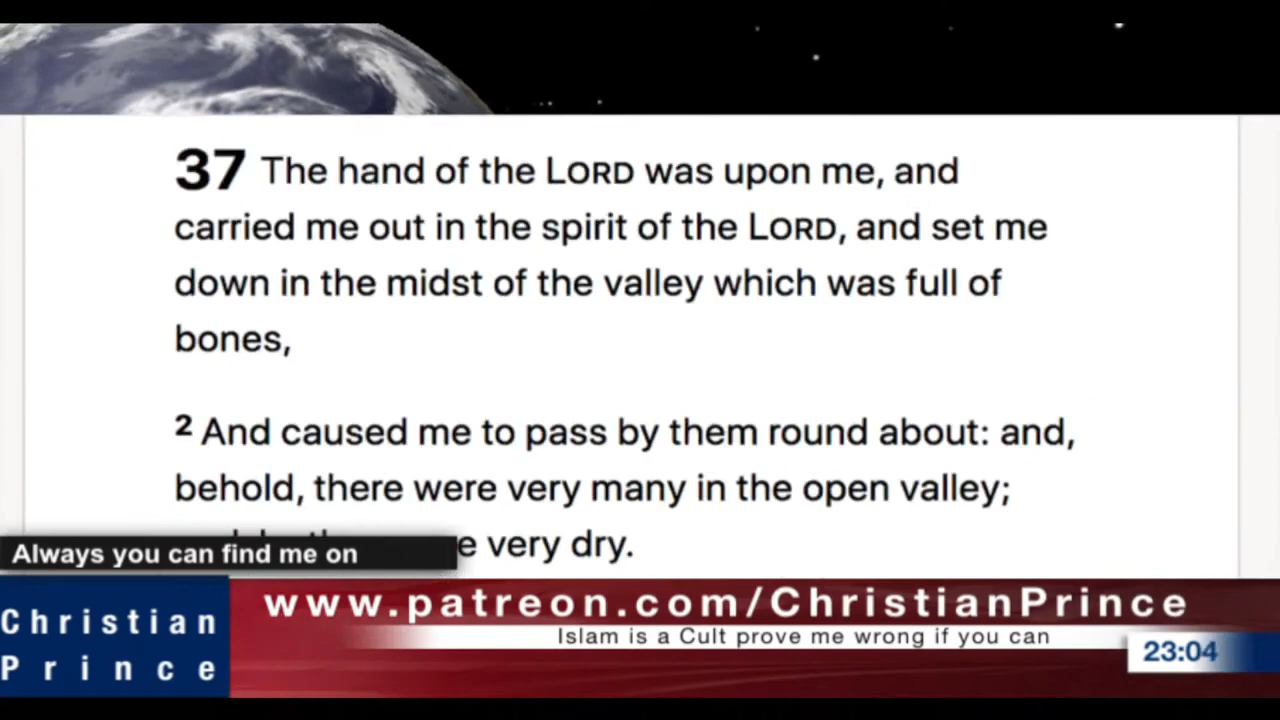 37 The hand of the LORD was upon me, and
carried me out in the spirit of the LORD, and set me
down in the midst of the valley which was full of
bones,
2 And caused me to pass by them round about: and,
behold, there were very many in the open valley;
very dry.
Always you can find me on
www.patreon.com/ChristianPrince
Islam is a Cult prove me wrong if you can
Christian
Prince
23:04